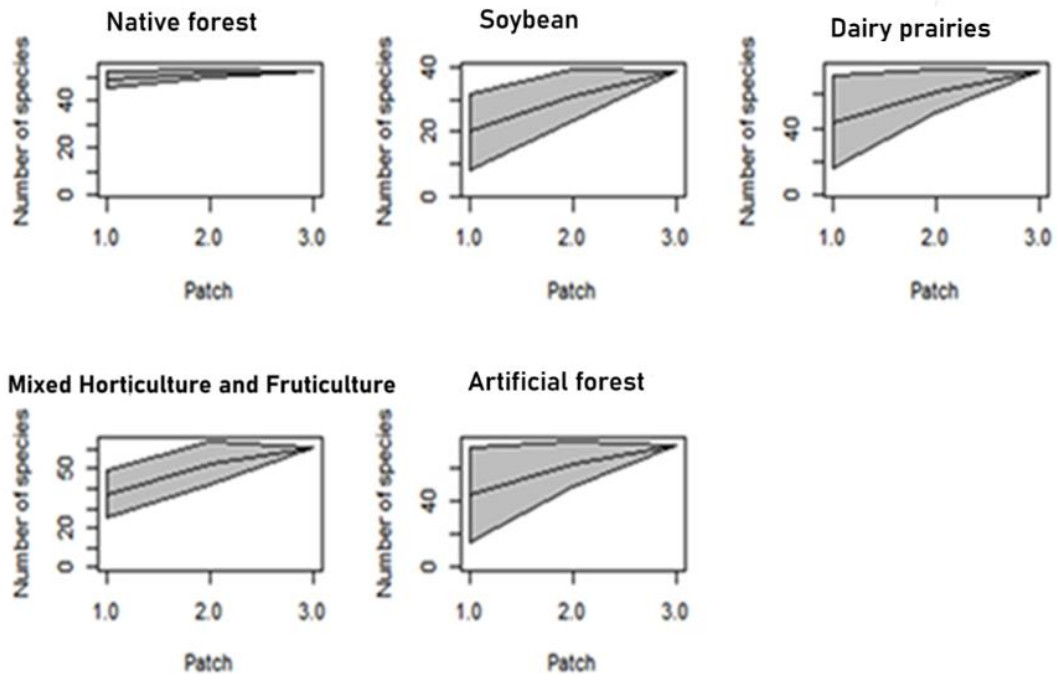 Native forest
Number of species
0
20
40
1.0 2.0 3.0
Patch
Soybean
Number of species
0
20
40
1.0 2.0 3.0
Patch
Dairy prairies
Number of species
0
40
1.0 2.0 3.0
Patch
Mixed Horticulture and Fruticulture
Number of species
0
20
50
1.0 2.0 3.0
Patch
Artificial forest
Number of species
0
40
1.0 2.0 3.0
Patch